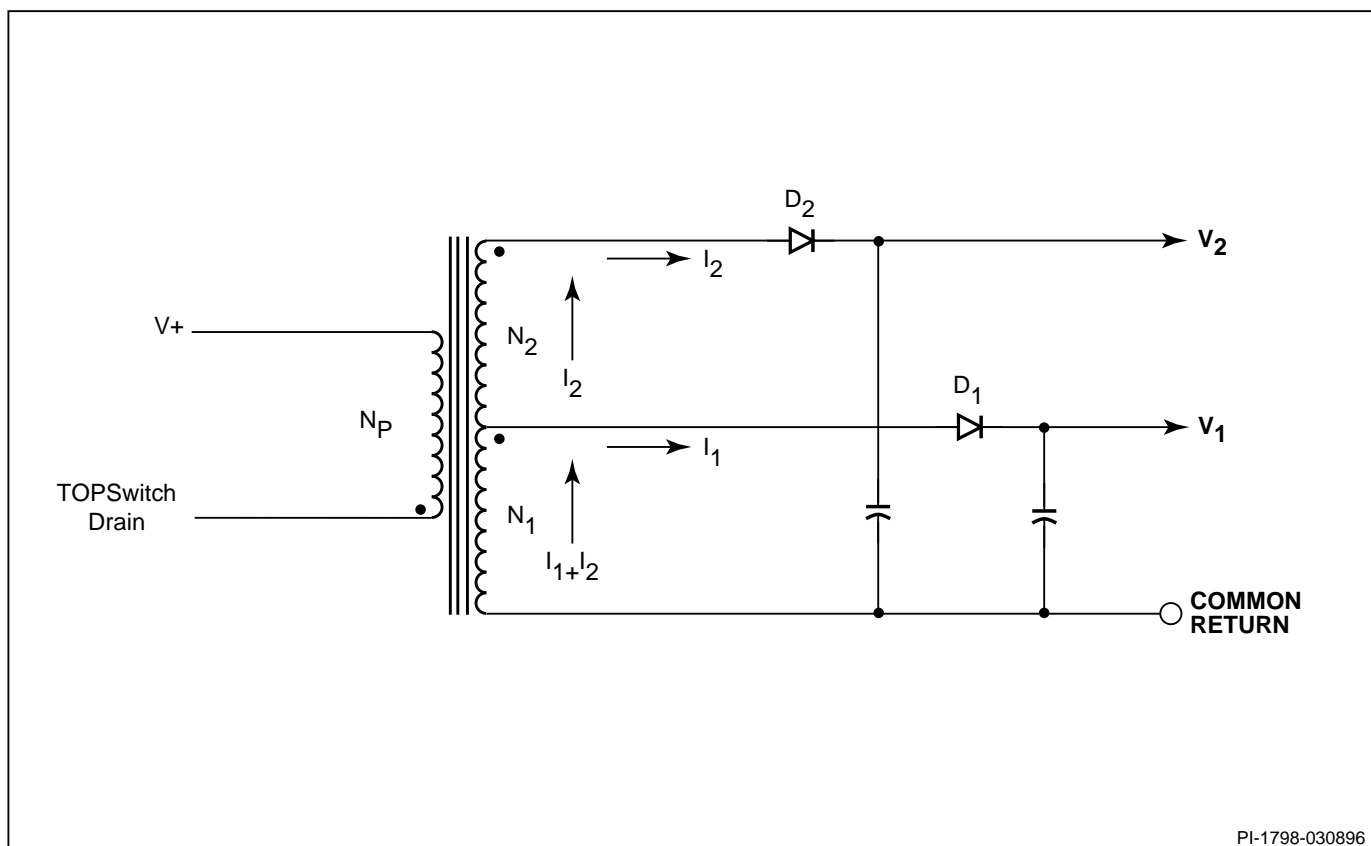 D2
V2
I2
V+
N2
I2
D1
NP
V1
I1
TOPSwitch
Drain
N1
I1+I2
COMMON
RETURN
PI-1798-030896